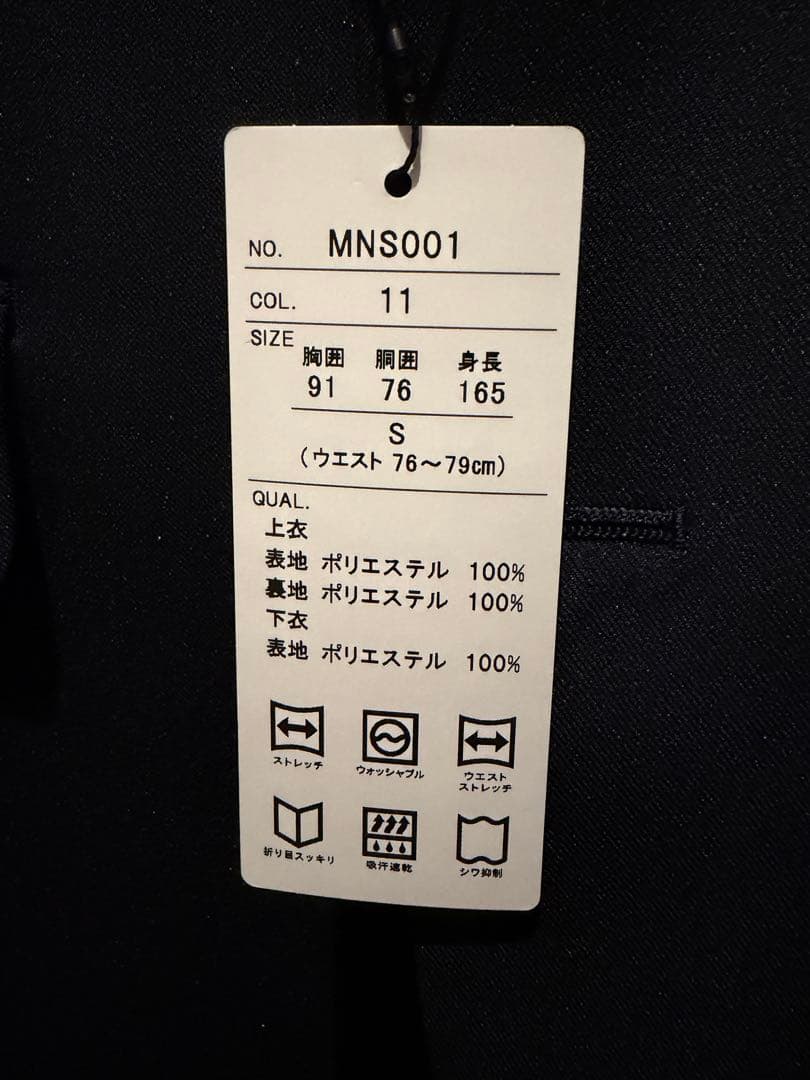 NO. MNS001
COL. 11
SIZE
胸囲 胴囲 身長
91 76 165
S
(ウエスト 76～79cm)
QUAL.
上衣
表地 ポリエステル 100%
裏地 ポリエステル 100%
下衣
表地 ポリエステル 100%
ストレッチ ウォッシャブル ウエスト
ストレッチ
折り目スッキリ 吸汗速乾 シワ抑制